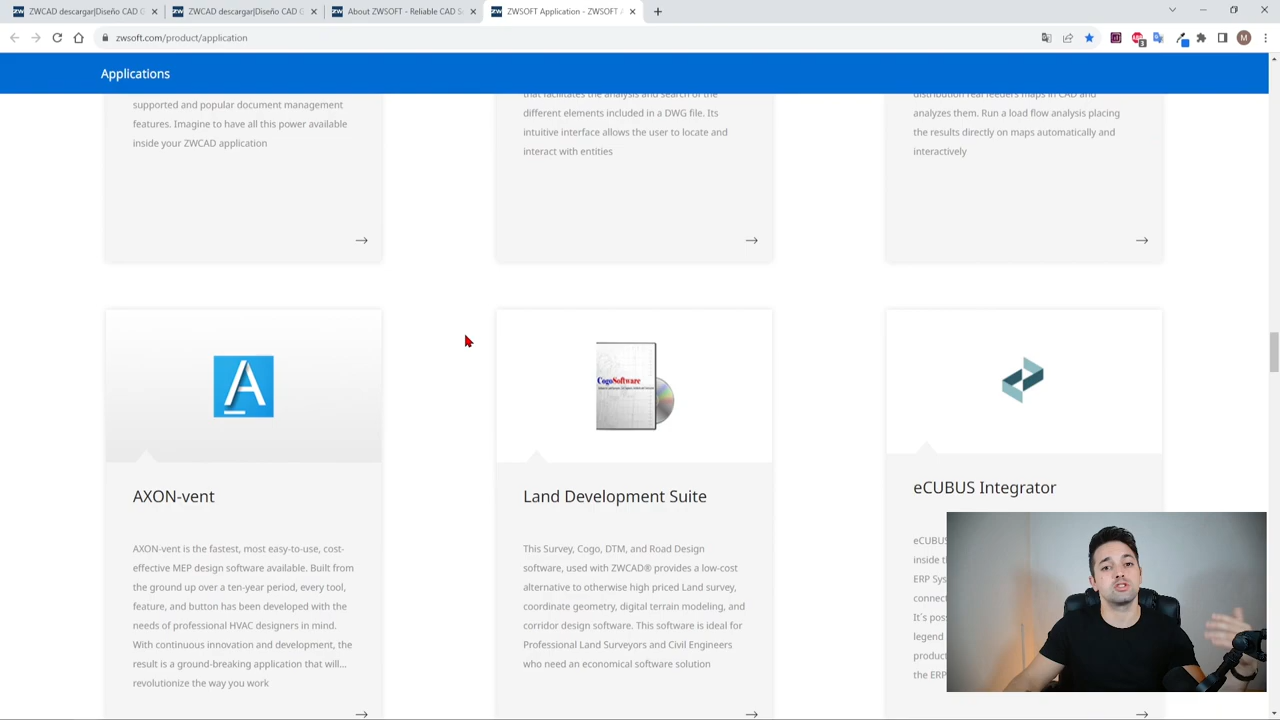 ZWCAD descargar|Diseño CAD G
ZWCAD descargar|Diseño CAD G
About ZWSOFT - Reliable CAD S
ZWSOFT Application - ZWSOFT A
zwsoft.com/product/application
Applications
supported and popular document management
features. Imagine to have all this power available
inside your ZWCAD application
that facilitates the analysis and search of the
different elements included in a DWG file. Its
intuitive interface allows the user to locate and
interact with entities
distribution real feeders maps in CAD and
analyzes them. Run a load flow analysis placing
the results directly on maps automatically and
interactively
CogoSoftware
AXON-vent
AXON-vent is the fastest, most easy-to-use, cost-
effective MEP design software available. Built from
the ground up over a ten-year period, every tool,
feature, and button has been developed with the
needs of professional HVAC designers in mind.
With continuous innovation and development, the
result is a ground-breaking application that will...
revolutionize the way you work
Land Development Suite
This Survey, Cogo, DTM, and Road Design
software, used with ZWCAD® provides a low-cost
alternative to otherwise high priced Land survey,
coordinate geometry, digital terrain modeling, and
corridor design software. This software is ideal for
Professional Land Surveyors and Civil Engineers
who need an economical software solution
eCUBUS Integrator
eCUBUS
inside th
ERP Sys
connect
It's poss
legend
product
the ERP